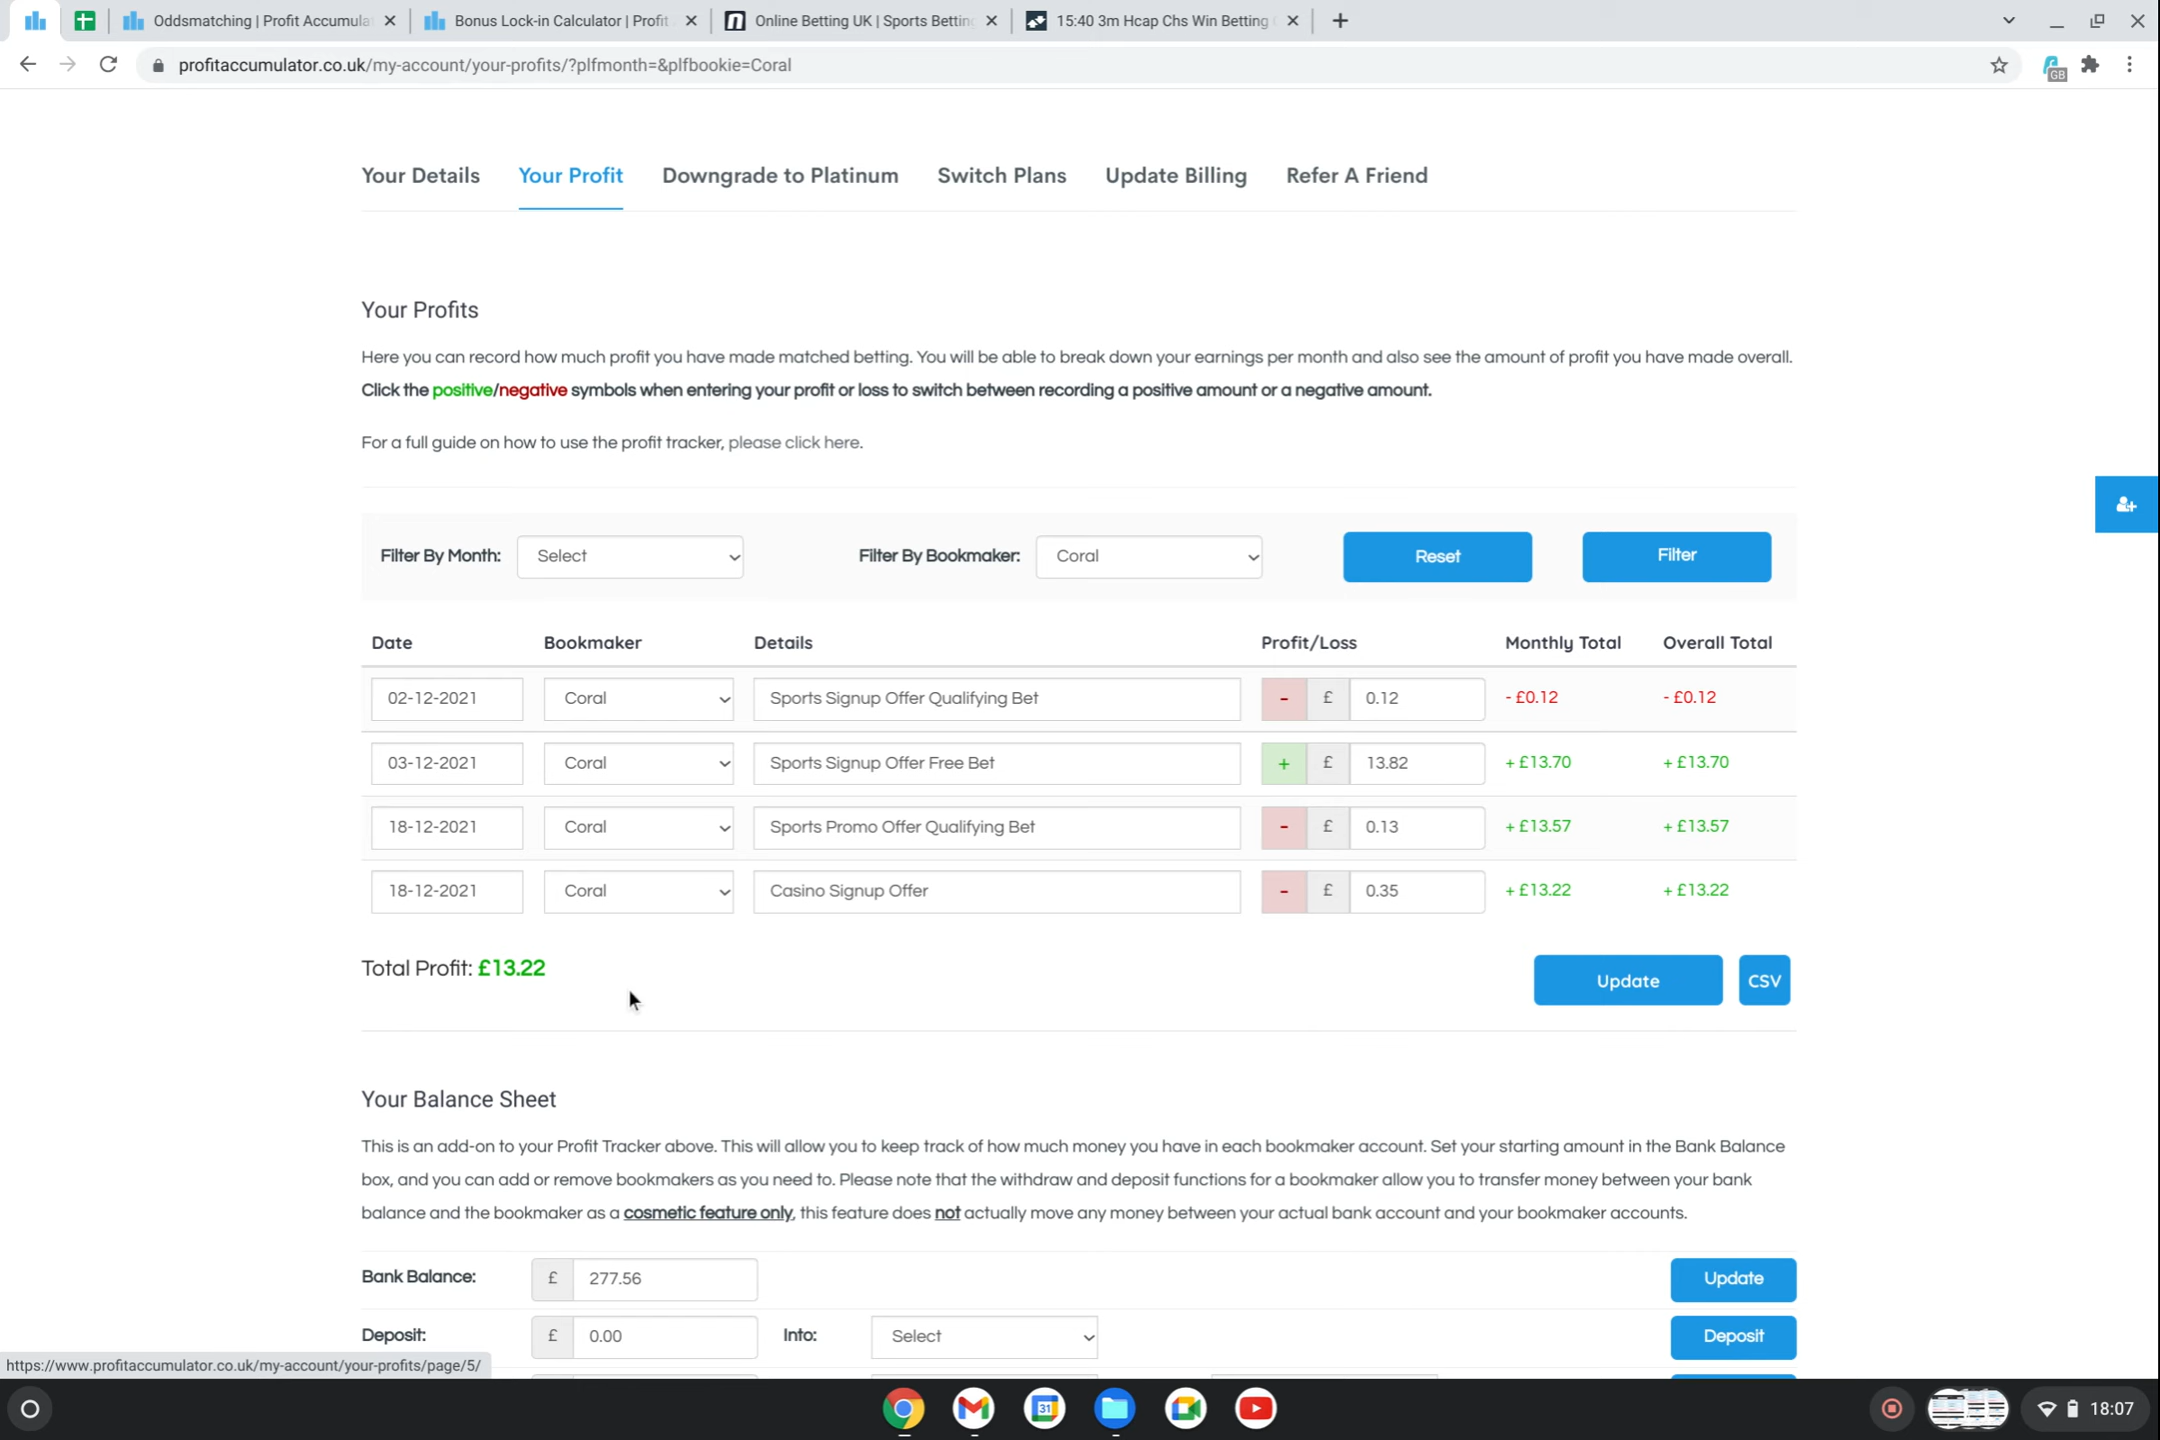 Oddsmatching | Profit Accumula
Bonus Lock-in Calculator | Profit
Online Betting UK | Sports Bettin
15:40 3m Hcap Chs Win Betting
profitaccumulator.co.uk/my-account/your-profits/?plfmonth=&plfbookie=Coral
GB
Your Details
Your Profit
Downgrade to Platinum
Switch Plans
Update Billing
Refer A Friend
Your Profits
Here you can record how much profit you have made matched betting. You will be able to break down your earnings per month and also see the amount of profit you have made overall.
Click the positive/negative symbols when entering your profit or loss to switch between recording a positive amount or a negative amount.
For a full guide on how to use the profit tracker, please click here.
Filter By Month: Select Filter By Bookmaker: Coral Reset Filter
Date Bookmaker Details Profit/Loss Monthly Total Overall Total
02-12-2021 Coral Sports Signup Offer Qualifying Bet - £ 0.12 - £0.12 - £0.12
03-12-2021 Coral Sports Signup Offer Free Bet + £ 13.82 + £13.70 + £13.70
18-12-2021 Coral Sports Promo Offer Qualifying Bet - £ 0.13 + £13.57 + £13.57
18-12-2021 Coral Casino Signup Offer - £ 0.35 + £13.22 + £13.22
Total Profit: £13.22 Update CSV
Your Balance Sheet
This is an add-on to your Profit Tracker above. This will allow you to keep track of how much money you have in each bookmaker account. Set your starting amount in the Bank Balance
box, and you can add or remove bookmakers as you need to. Please note that the withdraw and deposit functions for a bookmaker allow you to transfer money between your bank
balance and the bookmaker as a cosmetic feature only, this feature does not actually move any money between your actual bank account and your bookmaker accounts.
Bank Balance: £ 277.56 Update
Deposit: £ 0.00 Into: Select Deposit
https://www.profitaccumulator.co.uk/my-account/your-profits/page/5/
31
18:07